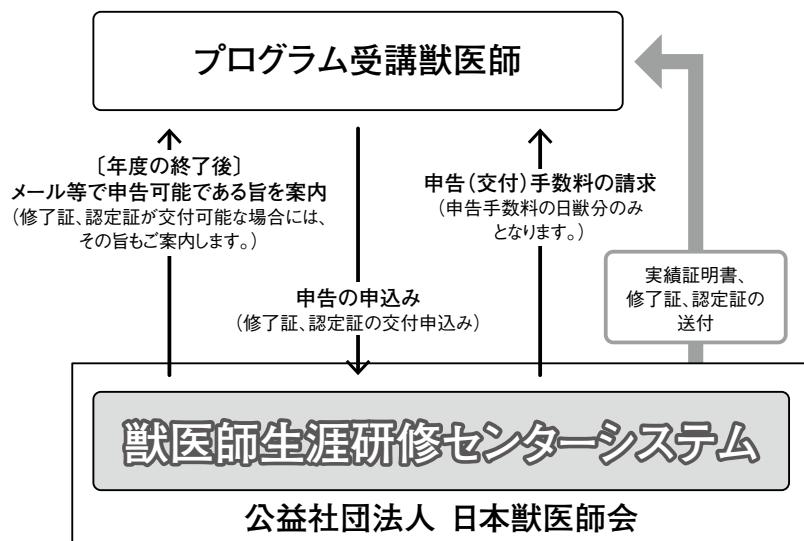 プログラム受講獣医師
〔年度の終了後〕
メール等で申告可能である旨を案内
（修了証、認定証が交付可能な場合には、
その旨もご案内します。）
申告の申込み
（修了証、認定証の交付申込み）
申告（交付）手数料の請求
（申告手数料の日獣分のみ
となります。）
実績証明書、
修了証、認定証の
送付
獣医師生涯研修センターシステム
公益社団法人 日本獣医師会